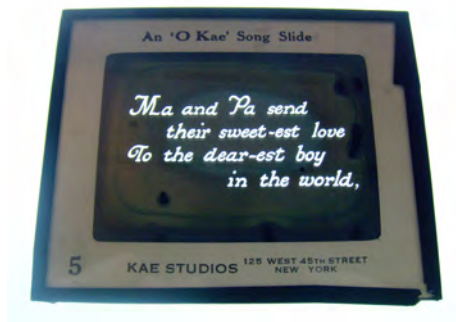 An 'O Kae' Song Slide
Ma and Pa send
their sweet-est love
To the dear-est boy
in the world,
5
KAE STUDIOS 125 WEST 45TH STREET
NEW YORK